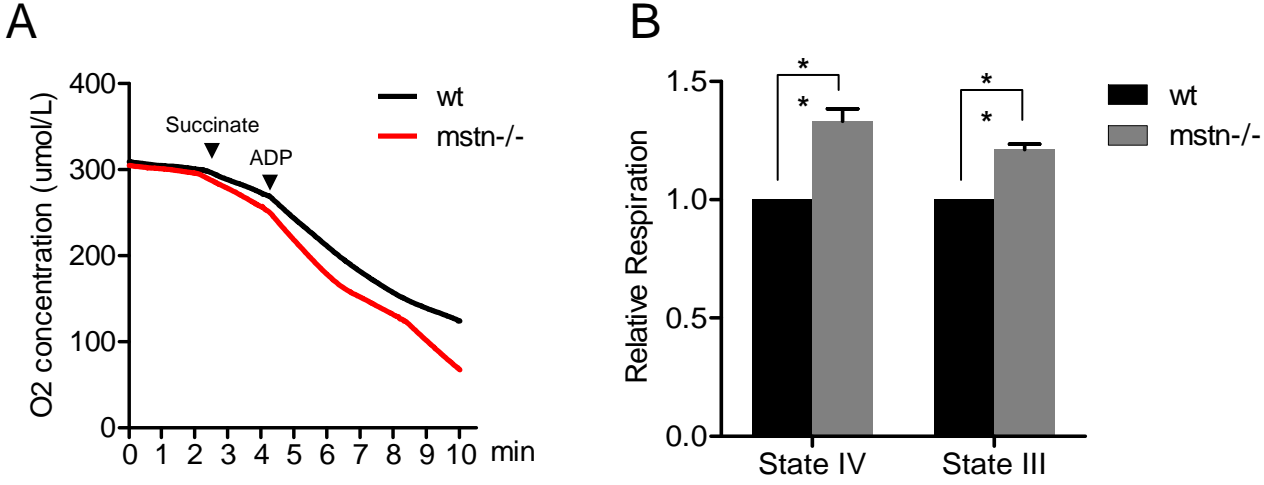 A
400
300
200
100
0
O2 concentration (umol/L)
Succinate
ADP
wt
mstn-/-
0 1 2 3 4 5 6 7 8 9 10 min
B
1.5
1.0
0.5
0.0
Relative Respiration
*
*
*
*
wt
mstn-/-
State IV State III